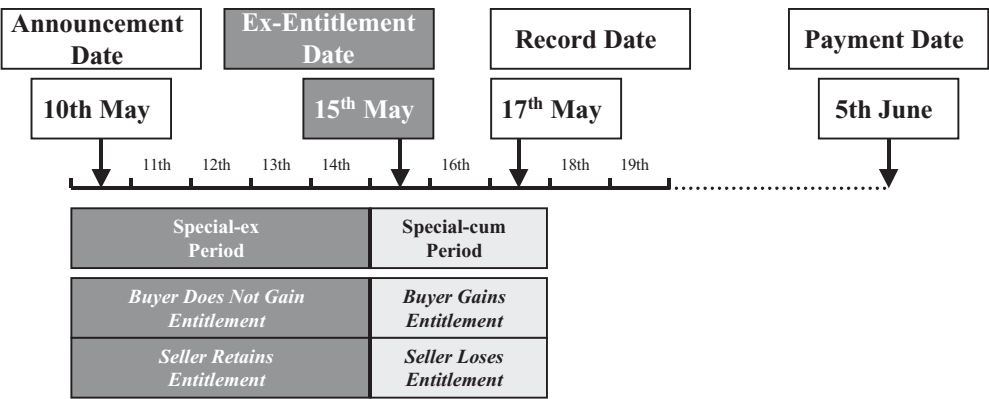 Announcement
Date
Ex-Entitlement
Date
Record Date
Payment Date
10th May
15th May
17th May
5th June
11th
12th
13th
14th
16th
18th
19th
Special-ex
Period
Special-cum
Period
Buyer Does Not Gain
Entitlement
Buyer Gains
Entitlement
Seller Retains
Entitlement
Seller Loses
Entitlement